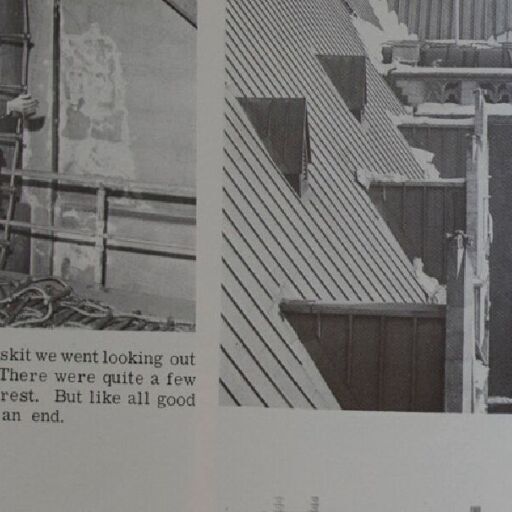 skit we went looking out
There were quite a few
rest. But like all good
an end.